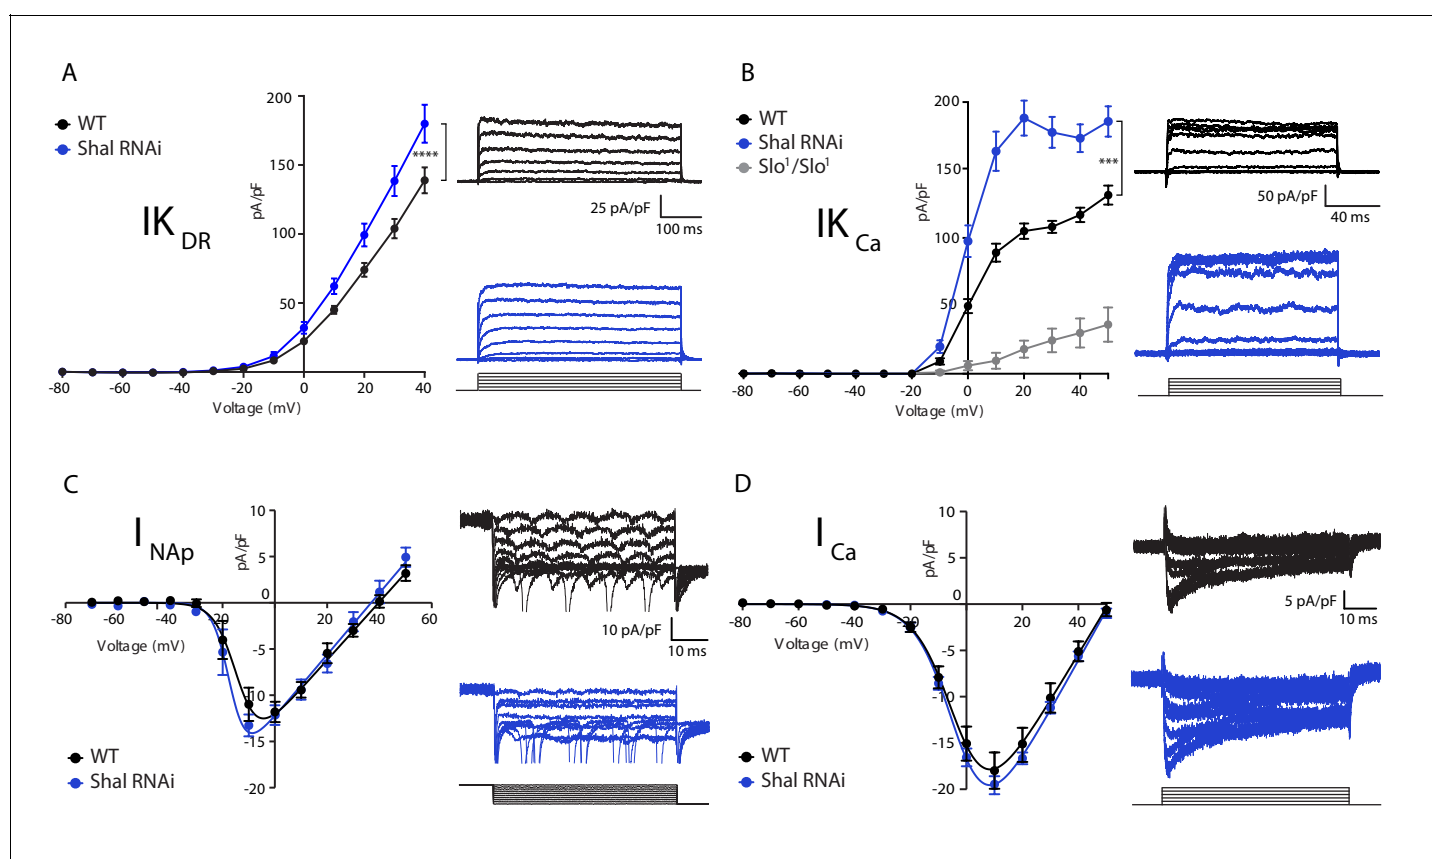 A
WT
Shal RNAi
IK DR
pA/pF
200
150
100
50
****
-80 -60 -40 -20 0 20 40
Voltage (mV)
25 pA/pF
100 ms
B
WT
Shal RNAi
Slo1/Slo1
IK Ca
pA/pF
200
150
100
50
***
-80 -60 -40 -20 0 20 40
Voltage (mV)
50 pA/pF
40 ms
C
I NAp
pA/pF
10
5
0
-5
-10
-15
-20
-80 -60 -40 -20 20 40 60
Voltage (mV)
WT
Shal RNAi
10 pA/pF
10 ms
D
I Ca
pA/pF
10
5
0
-5
-10
-15
-20
-80 -60 -40 -20 20 40
Voltage (mV)
WT
Shal RNAi
5 pA/pF
10 ms